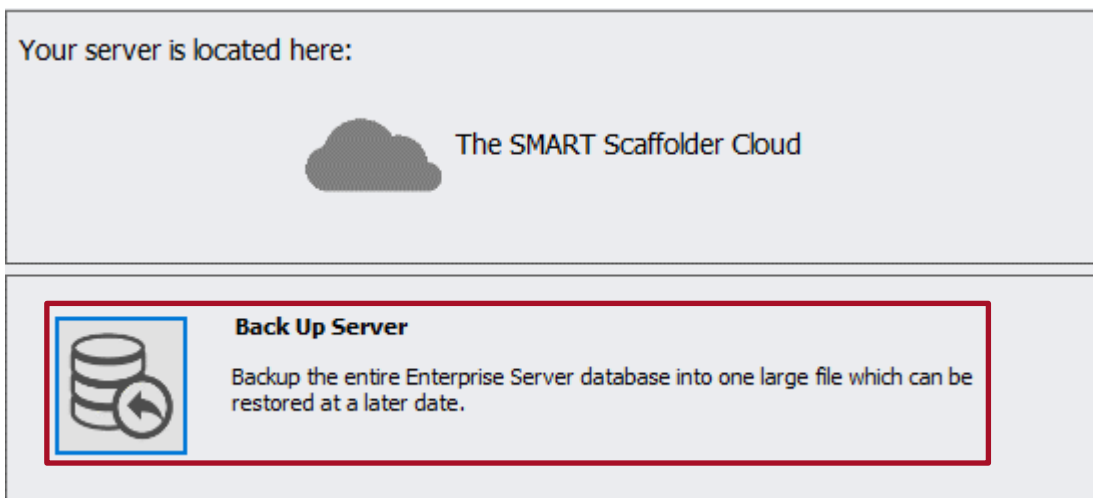 Your server is located here:
The SMART Scaffolder Cloud
Back Up Server
Backup the entire Enterprise Server database into one large file which can be
restored at a later date.